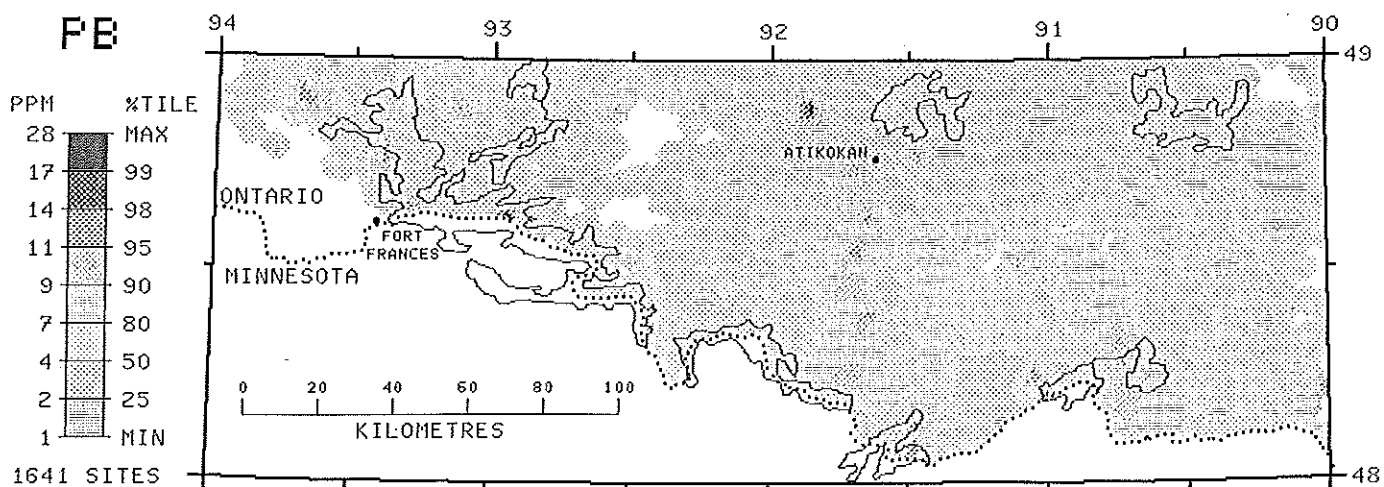 PB
94 93 92 91 90
49
PPM %TILE
28 MAX
17 99
14 98
11 95
9 90
7 80
4 50
2 25
1 MIN
1641 SITES
ONTARIO
MINNESOTA
FORT
FRANCES
ATIKOKAN
0 20 40 60 80 100
KILOMETRES
48